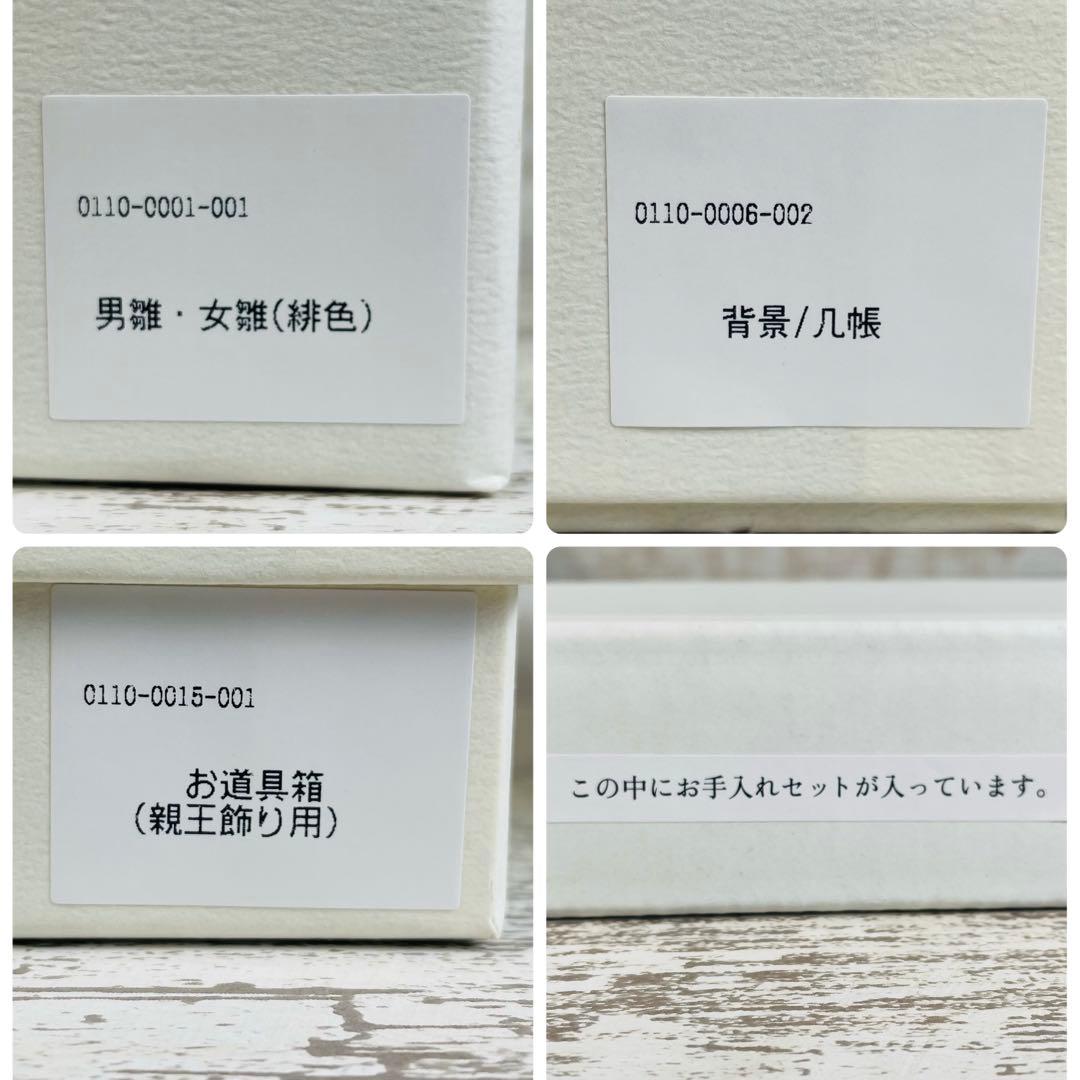 0110-0001-001
男雛・女雛(緋色)
0110-0006-002
背景/几帳
0110-0015-001
お道具箱
(親王飾り用)
この中にお手入れセットが入っています。